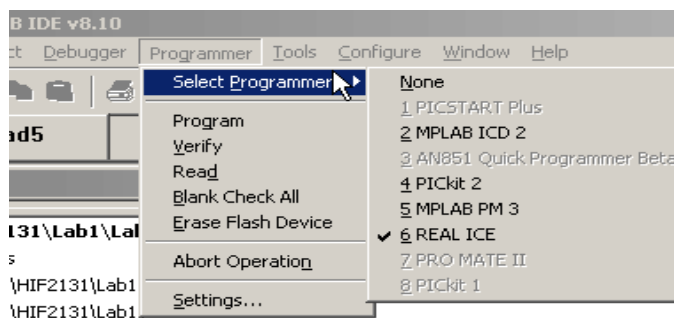 B IDE v8.10
ct Debugger Programmer Tools Configure Window Help
ad5
Select Programmer
Program
Verify
Read
Blank Check All
Erase Flash Device
Abort Operation
Settings...
None
1 PICSTART Plus
2 MPLAB ICD 2
3 AN851 Quick Programmer Beta
4 PICkit 2
5 MPLAB PM 3
6 REAL ICE
7 PRO MATE II
8 PICkit 1
131\Lab1\Lal
s
\HIF2131\Lab1
\HIF2131\Lab1